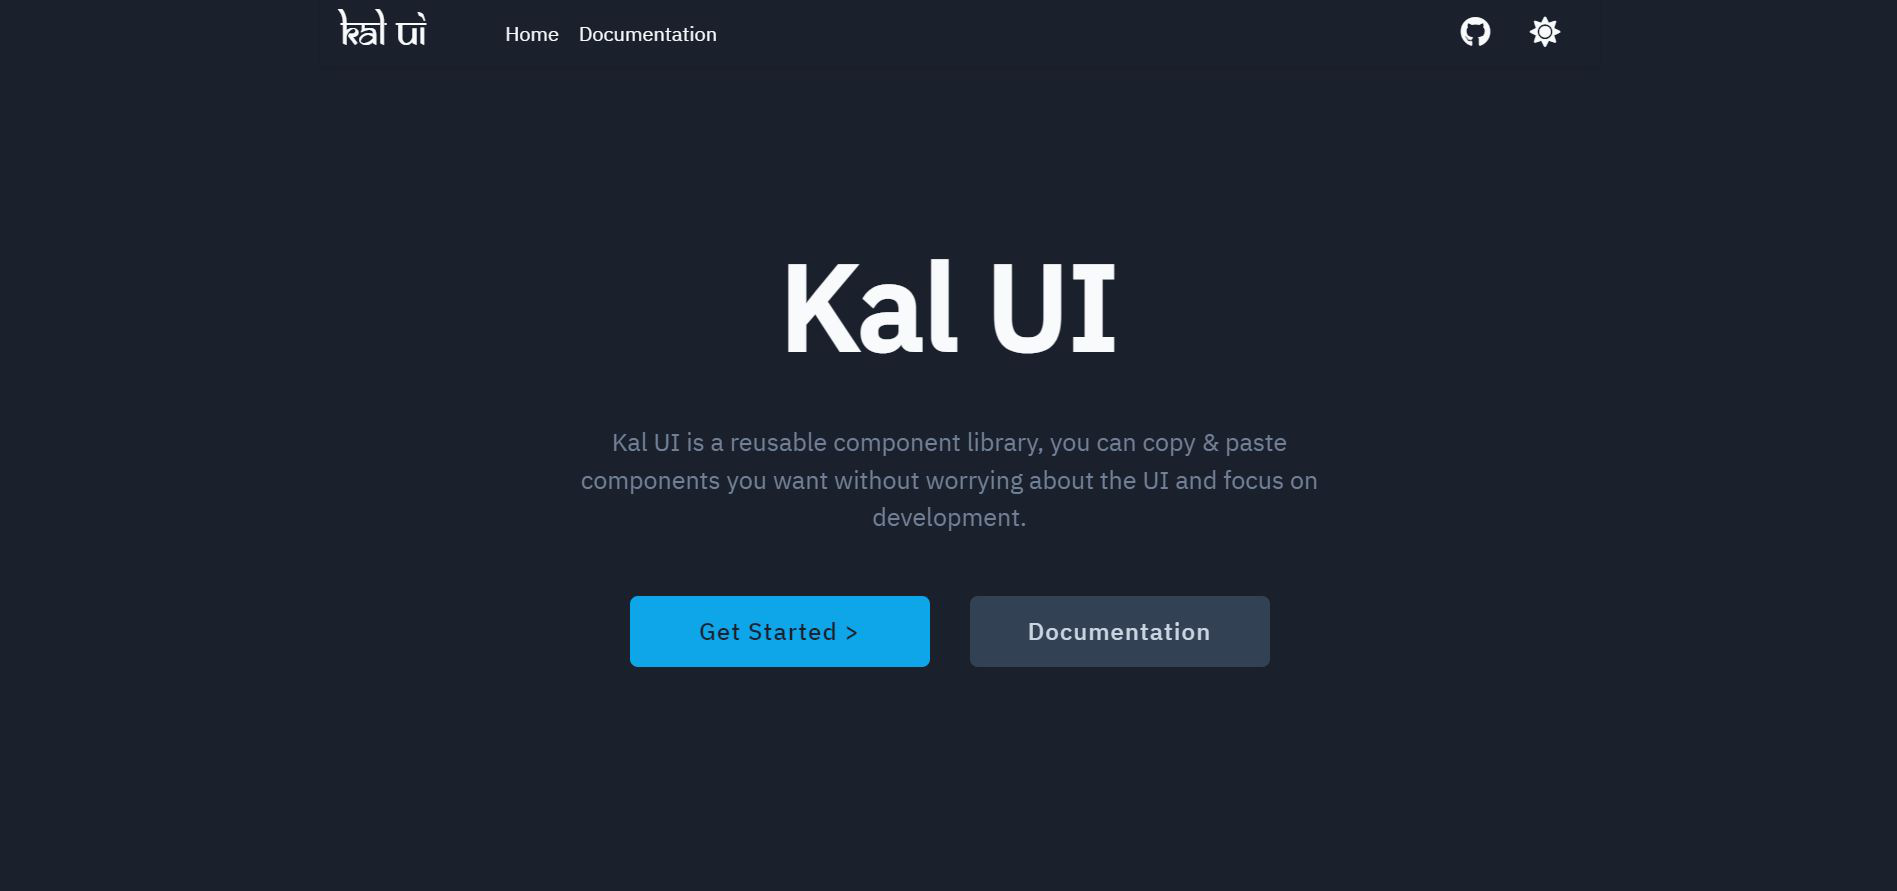 kal ui
Home
Documentation
Kal UI
Kal UI is a reusable component library, you can copy & paste
components you want without worrying about the UI and focus on
development.
Get Started >
Documentation